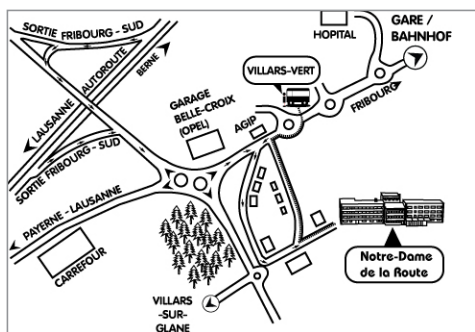 SORTIE FRIBOURG - SUD
GARE /
BAHNHOF
HOPITAL
VILLARS-VERT
AUTOROUTE
LAUSANNE
BERNE
GARAGE
BELLE-CROIX
(OPEL)
AGIP
FRIBOURG
SORTIE FRIBOURG - SUD
PAYERNE - LAUSANNE
CARREFOUR
Notre-Dame
de la Route
VILLARS
-SUR-
GLANE